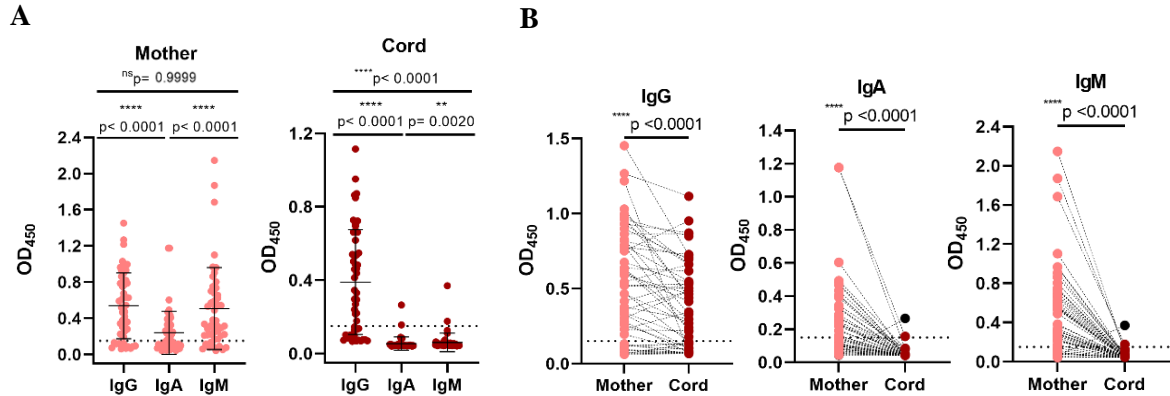 A
Mother
ns p= 0.9999
**** ****
p< 0.0001 p< 0.0001
OD450
2.4
2.0
1.6
1.2
0.8
0.4
0.0
IgG IgA IgM
Cord
****p< 0.0001
**** **
p< 0.0001 p= 0.0020
OD450
1.2
0.8
0.4
0.0
IgG IgA IgM
B
IgG
**** p <0.0001
OD450
1.5
1.0
0.5
0.0
Mother Cord
IgA
**** p <0.0001
OD450
1.4
1.2
1.0
0.8
0.6
0.4
0.2
0.0
Mother Cord
IgM
**** p <0.0001
OD450
2.4
2.0
1.6
1.2
0.8
0.4
0.0
Mother Cord